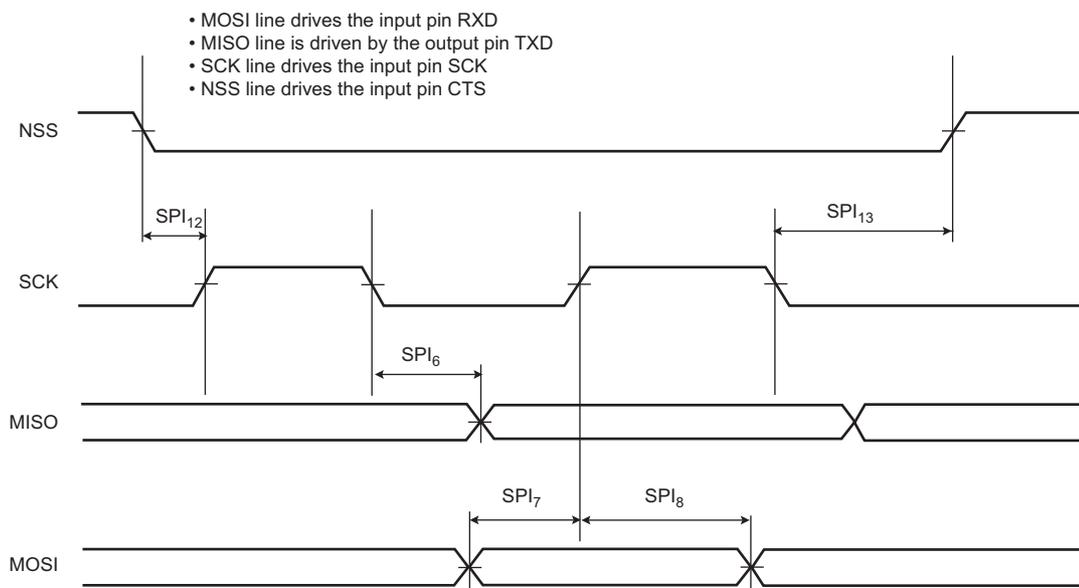 • MOSI line drives the input pin RXD
• MISO line is driven by the output pin TXD
• SCK line drives the input pin SCK
• NSS line drives the input pin CTS
NSS
SPI12
SPI13
SCK
SPI6
MISO
SPI7
SPI8
MOSI